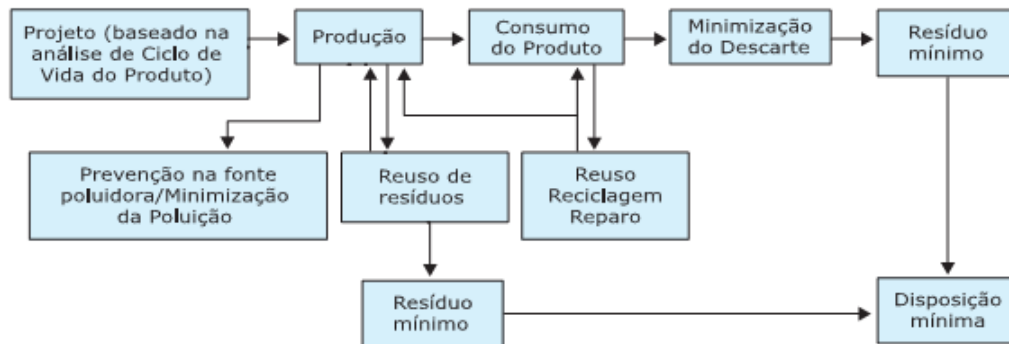 Projeto (baseado na
análise de Ciclo de
Vida do Produto)
Produção
Consumo
do Produto
Minimização
do Descarte
Resíduo
mínimo
Prevenção na fonte
poluidora/Minimização
da Poluição
Reuso de
resíduos
Reuso
Reciclagem
Reparo
Resíduo
mínimo
Disposição
mínima